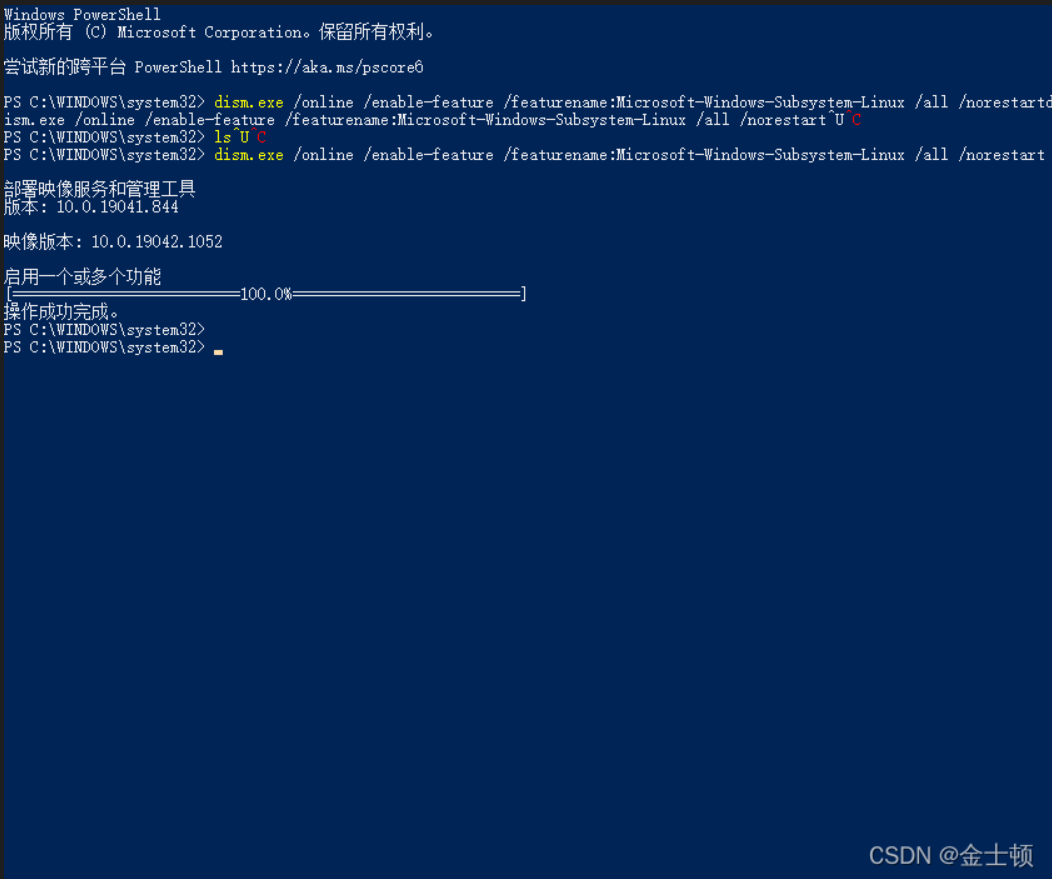 Windows PowerShell
版权所有 (C) Microsoft Corporation。保留所有权利。
尝试新的跨平台 PowerShell https://aka.ms/pscore6
PS C:\WINDOWS\system32> dism.exe /online /enable-feature /featurename:Microsoft-Windows-Subsystem-Linux /all /norestartd
ism.exe /online /enable-feature /featurename:Microsoft-Windows-Subsystem-Linux /all /norestart^U^C
PS C:\WINDOWS\system32> ls^U^C
PS C:\WINDOWS\system32> dism.exe /online /enable-feature /featurename:Microsoft-Windows-Subsystem-Linux /all /norestart
部署映像服务和管理工具
版本: 10.0.19041.844
映像版本: 10.0.19042.1052
启用一个或多个功能
[==========================100.0%==========================]
操作成功完成。
PS C:\WINDOWS\system32>
PS C:\WINDOWS\system32>
CSDN @金士顿